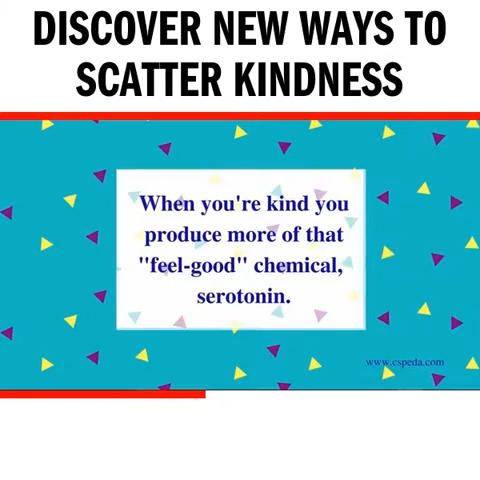 DISCOVER NEW WAYS TO
SCATTER KINDNESS
When you're kind you
produce more of that
"feel-good" chemical,
serotonin.
www.cspeda.com